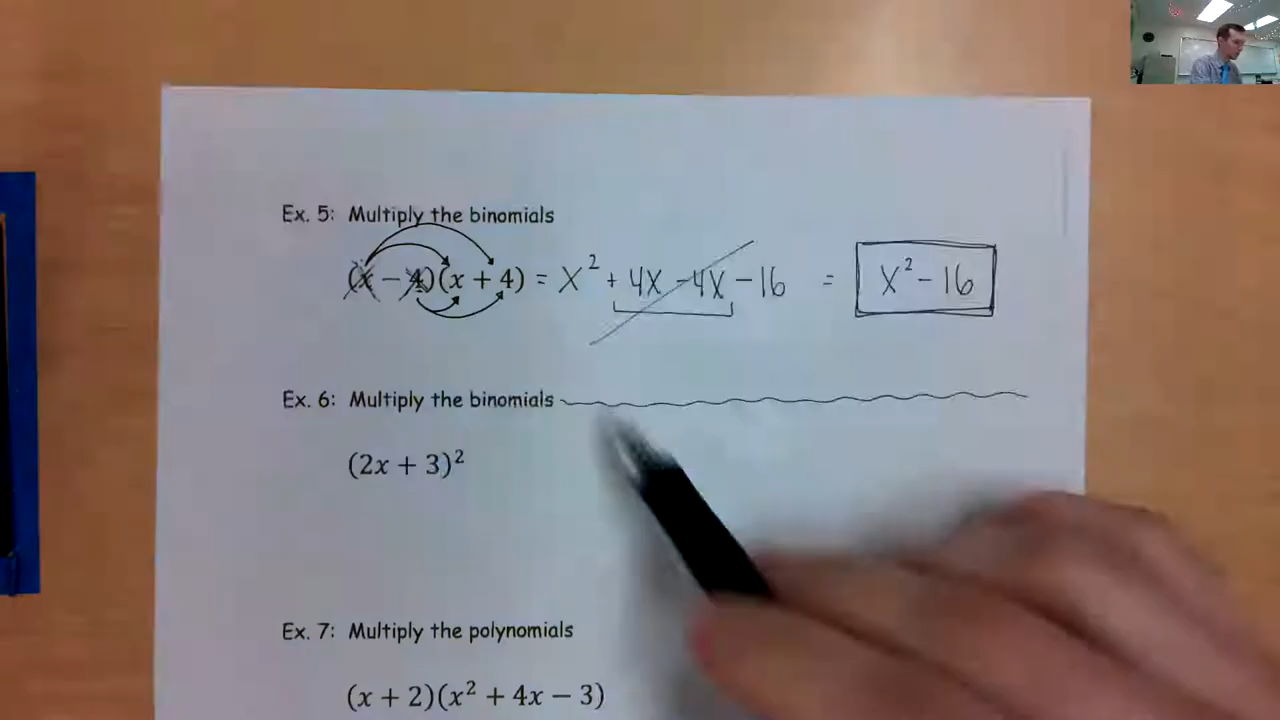 Ex. 5: Multiply the binomials
(x − 4)(x + 4) = x² + 4x − 4x − 16 = x² − 16
Ex. 6: Multiply the binomials
(2x + 3)²
Ex. 7: Multiply the polynomials
(x + 2)(x² + 4x − 3)